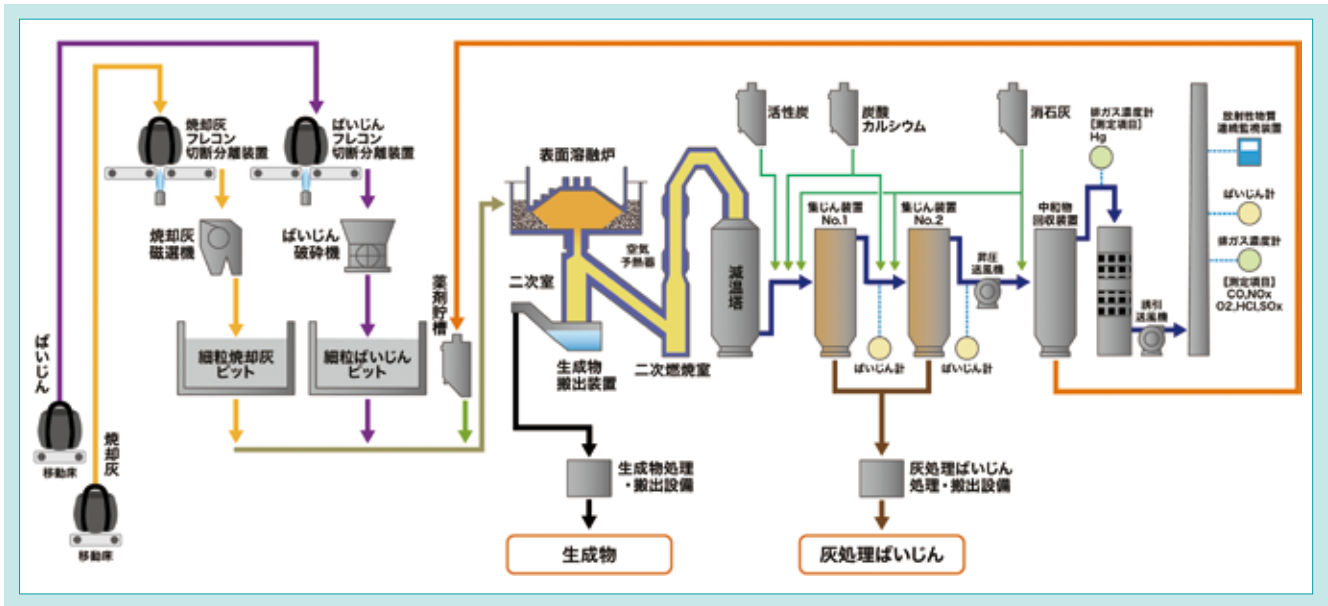 焼却灰
フレコン
切断分離装置
ばいじん
フレコン
切断分離装置
焼却灰
磁選機
ばいじん
破砕機
細粒焼却灰
ピット
細粒ばいじん
ピット
ばいじん
移動床
焼却灰
移動床
薬剤貯槽
表面溶融炉
二次室
生成物
搬出装置
空気
予熱器
二次燃焼室
減温塔
活性炭
炭酸
カルシウム
消石灰
集じん装置
No.1
集じん装置
No.2
ばいじん計
ばいじん計
昇圧
送風機
中和物
回収装置
排ガス濃度計
[測定項目]
Hg
誘引
送風機
放射性物質
連続監視装置
ばいじん計
排ガス濃度計
[測定項目]
CO,NOx
O2,HCl,SOx
生成物処理
・搬出設備
生成物
灰処理ばいじん
処理・搬出設備
灰処理ばいじん